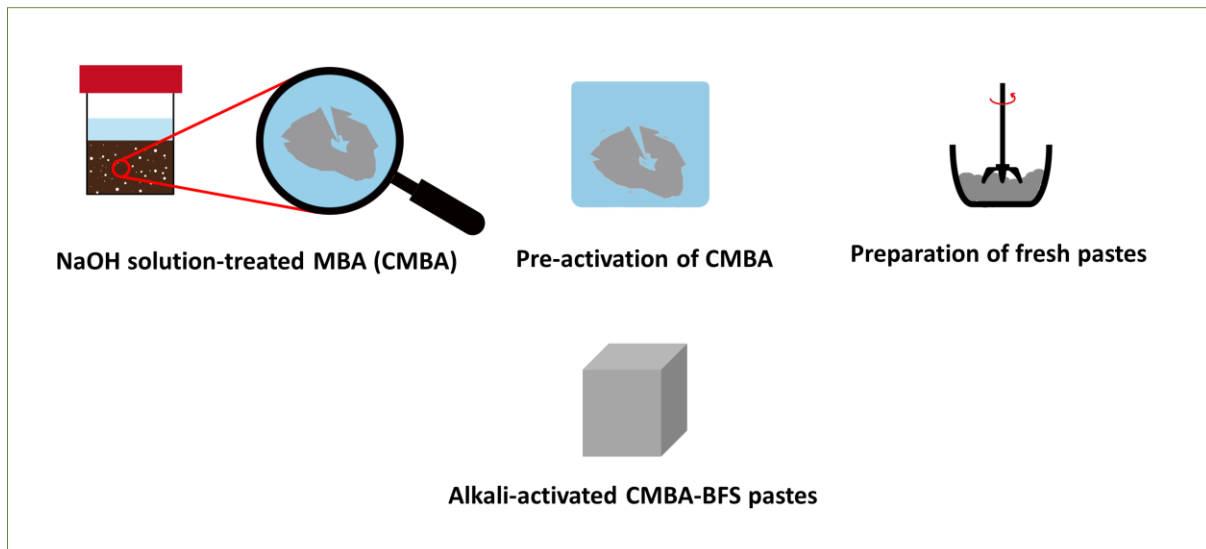 NaOH solution-treated MBA (CMBA)
Pre-activation of CMBA
Preparation of fresh pastes
Alkali-activated CMBA-BFS pastes